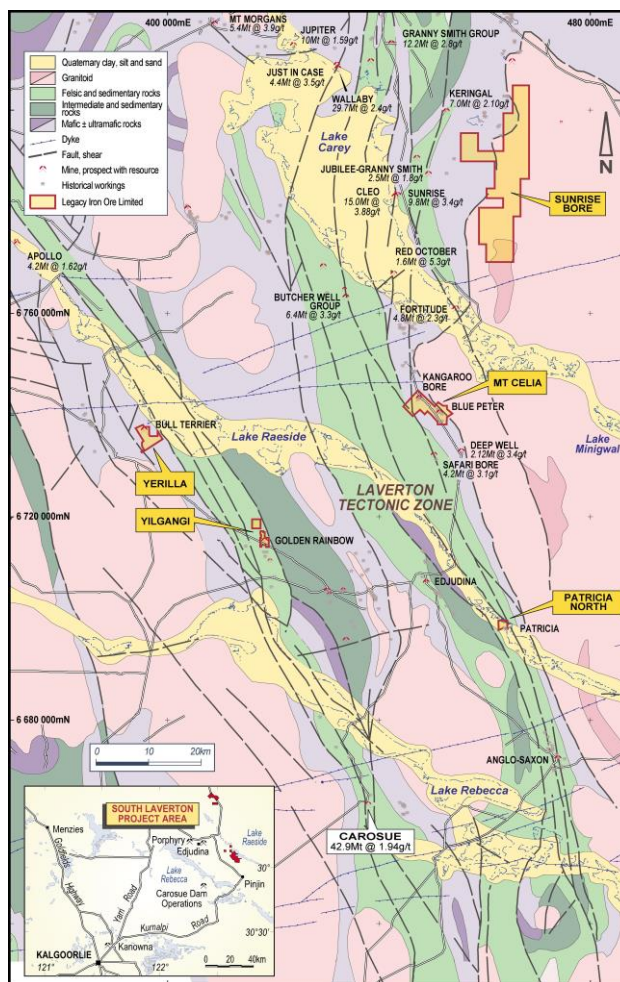 400 000mE
480 000mE
MT MORGANS
5.4Mt @ 3.9g/t
JUPITER
10Mt @ 1.59g/t
GRANNY SMITH GROUP
12.2Mt @ 2.8g/t
Quaternary clay, silt and sand
Granitoid
Felsic and sedimentary rocks
Intermediate and sedimentary
rocks
Mafic ± ultramafic rocks
Dyke
Fault, shear
Mine, prospect with resource
Historical workings
Legacy Iron Ore Limited
JUST IN CASE
4.4Mt @ 3.5g/t
WALLABY
29.7Mt @ 2.4g/t
KERINGAL
7.0Mt @ 2.10g/t
Lake
Carey
N
JUBILEE-GRANNY SMITH
2.5Mt @ 1.8g/t
CLEO
15.0Mt @
3.88g/t
SUNRISE
9.8Mt @ 3.4g/t
SUNRISE
BORE
APOLLO
4.2Mt @ 1.62g/t
RED OCTOBER
1.6Mt @ 5.3g/t
BUTCHER WELL
GROUP
6.4Mt @ 3.3g/t
FORTITUDE
4.8Mt @ 2.3g/t
6 760 000mN
KANGAROO
BORE
MT CELIA
BLUE PETER
BULL TERRIER
Lake Raeside
Lake
Minigwal
DEEP WELL
2.12Mt @ 3.4g/t
SAFARI BORE
4.2Mt @ 3.1g/t
YERILLA
LAVERTON
TECTONIC ZONE
6 720 000mN
YILGANGI
GOLDEN RAINBOW
EDJUDINA
PATRICIA
NORTH
PATRICIA
6 680 000mN
0 10 20km
ANGLO-SAXON
Lake Rebecca
CAROSUE
42.9Mt @ 1.94g/t
SOUTH LAVERTON
PROJECT AREA
Menzies
Porphyry
Edjudina
Lake
Raeside
30°
Goldfields
Highway
Yarri Road
Lake
Rebecca
Pinjin
Carosue Dam
Operations
Kurnalpi Road
30°30'
Kanowna
KALGOORLIE
121°
122°
0 20 40km